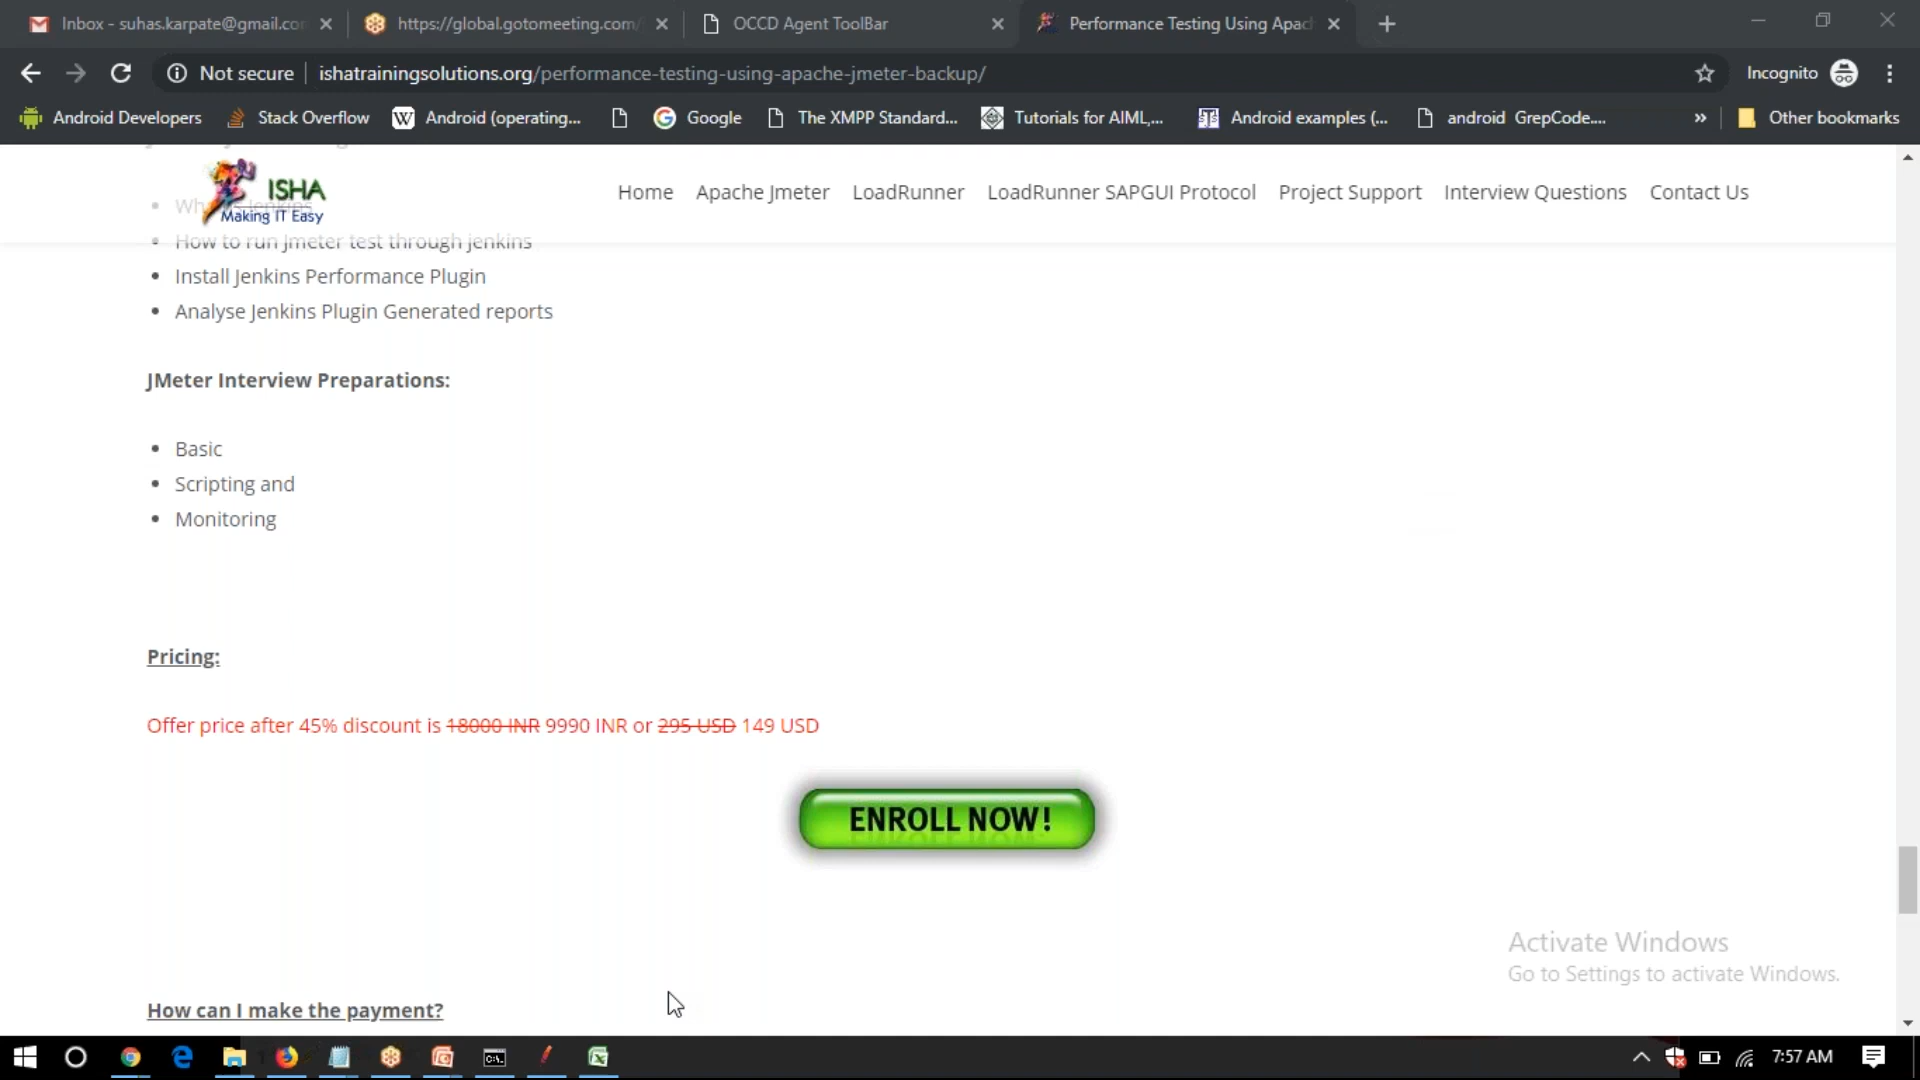 Inbox - suhas.karpate@gmail.co
https://global.gotomeeting.com/
OCCD Agent ToolBar
Performance Testing Using Apac
Not secure
ishatrainingsolutions.org/performance-testing-using-apache-jmeter-backup/
Incognito
Android Developers
Stack Overflow
Android (operating...
Google
The XMPP Standard...
Tutorials for AIML,...
Android examples (...
android GrepCode....
»
Other bookmarks
ISHA
Making IT Easy
Home
Apache Jmeter
LoadRunner
LoadRunner SAPGUI Protocol
Project Support
Interview Questions
Contact Us
• How to run Jmeter test through jenkins
• Install Jenkins Performance Plugin
• Analyse Jenkins Plugin Generated reports
JMeter Interview Preparations:
• Basic
• Scripting and
• Monitoring
Pricing:
Offer price after 45% discount is 18000 INR 9990 INR or 295 USD 149 USD
ENROLL NOW!
Activate Windows
Go to Settings to activate Windows.
How can I make the payment?
7:57 AM